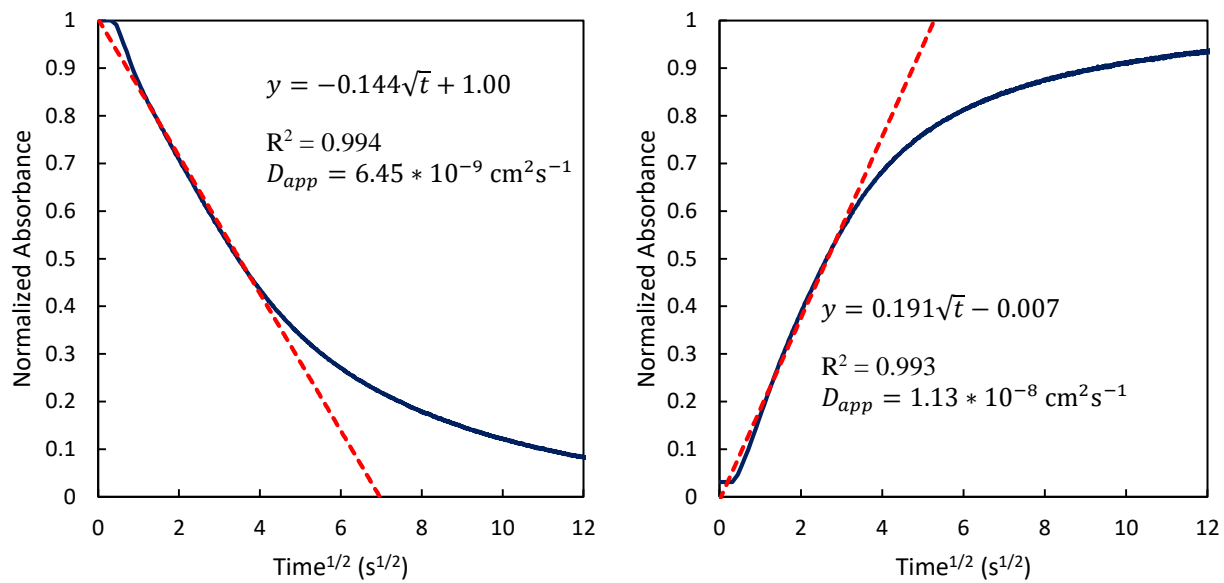 1
0.9
0.8
0.7
0.6
0.5
0.4
0.3
0.2
0.1
0
0 2 4 6 8 10 12
Normalized Absorbance
Time^{1/2} (s^{1/2})
y = −0.144√t + 1.00
R² = 0.994
D_{app} = 6.45 * 10^{−9} cm²s^{−1}
1
0.9
0.8
0.7
0.6
0.5
0.4
0.3
0.2
0.1
0
0 2 4 6 8 10 12
Normalized Absorbance
Time^{1/2} (s^{1/2})
y = 0.191√t − 0.007
R² = 0.993
D_{app} = 1.13 * 10^{−8} cm²s^{−1}